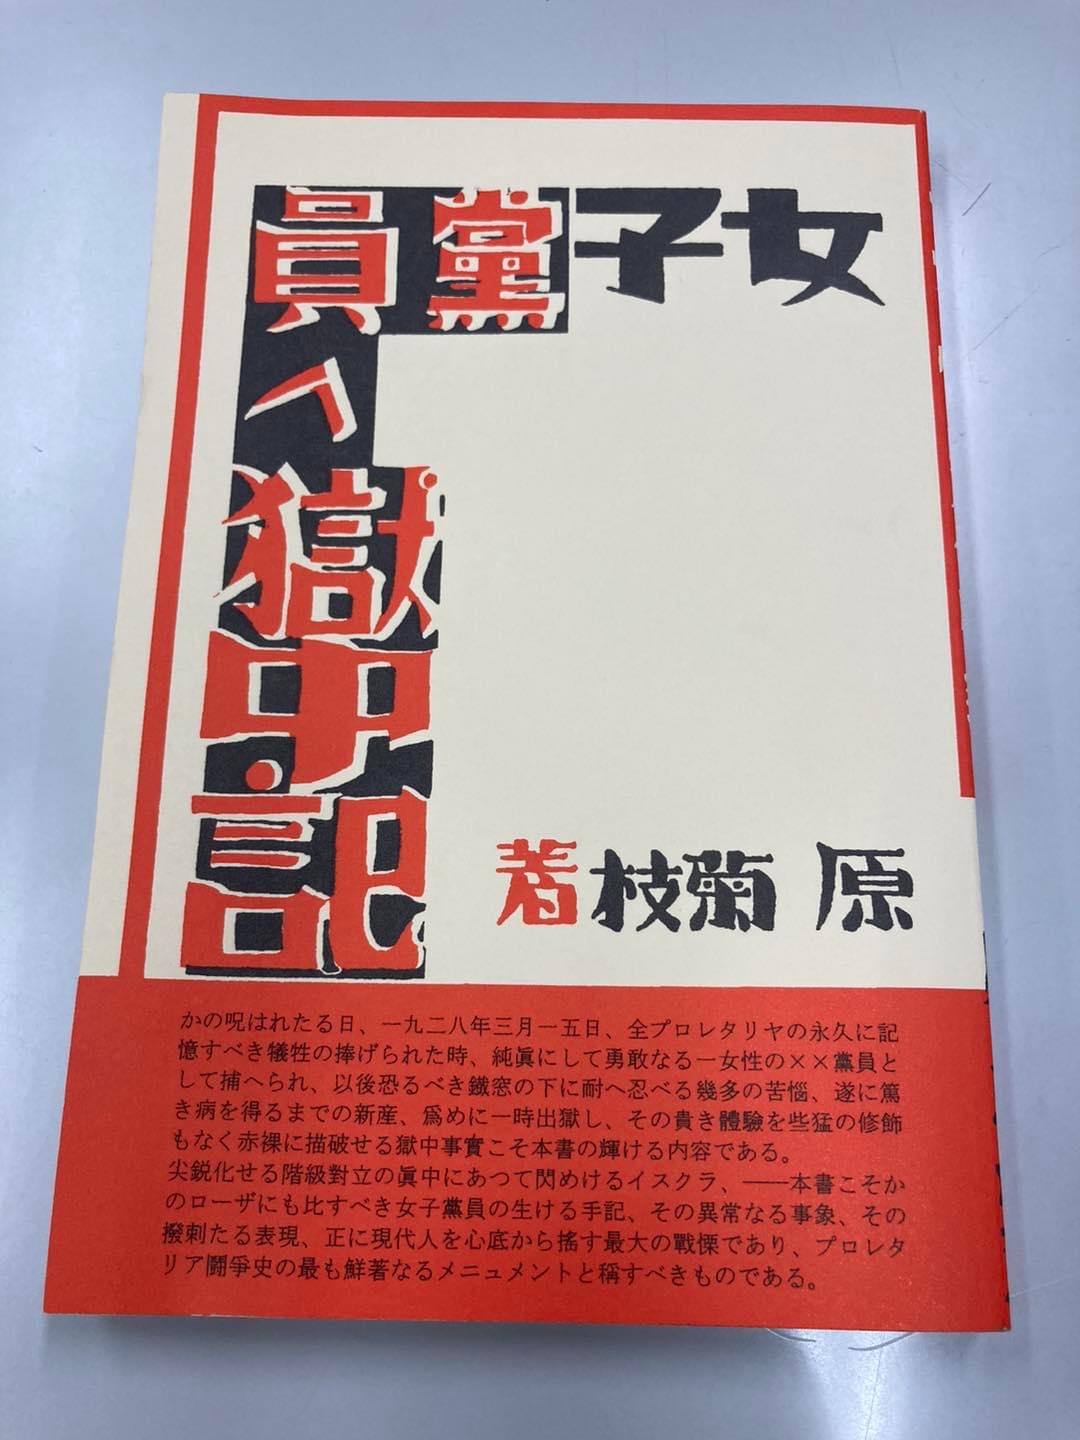 女子黨員獄中記
原 菊枝著
かの呪はれたる日、一九二八年三月一五日、全プロレタリヤの永久に記
憶すべき犠牲の捧げられた時、純眞にして勇敢なる一女性の××黨員と
して捕へられ、以後恐るべき鐵窓の下に耐へ忍べる幾多の苦惱、遂に篤
き病を得るまでの新産、爲めに一時出獄し、その貴き體驗を些猛の修飾
もなく赤裸に描破せる獄中事實こそ本書の輝ける内容である。
尖鋭化せる階級對立の眞中にあつて閃めけるイスクラ、――本書こそか
のローザにも比すべき女子黨員の生ける手記、その異常なる事象、その
撥刺たる表現、正に現代人を心底から搖す最大の戰慄であり、プロレタ
リア鬪爭史の最も鮮著なるメニュメントと稱すべきものである。